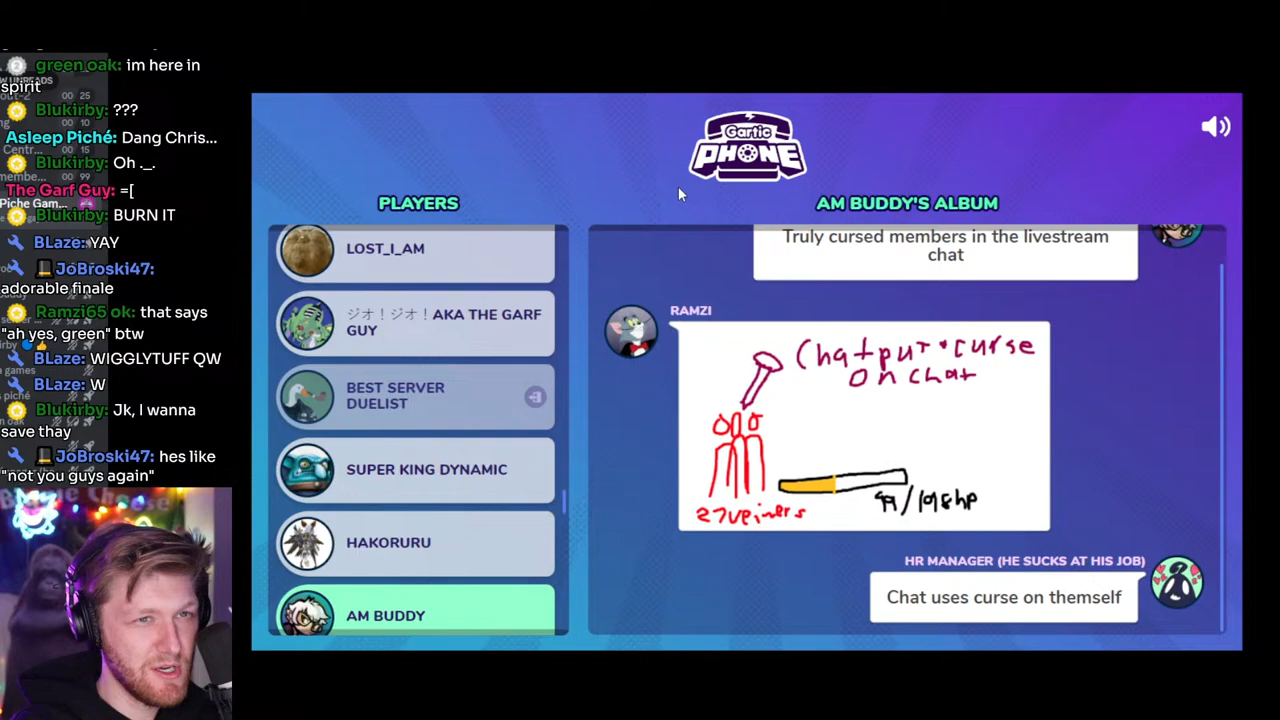 green oak: im here in
spirit"
Blukirby: ???
Asleep Piché: Dang Chris...
Blukirby: Oh ._.
The Garf Guy: =[
Blukirby: BURN IT
BLaze: YAY
JoBroski47:
adorable finale
Ramzi65 ok: that says
"ah yes, green" btw
BLaze: WIGGLYTUFF QW
BLaze: W
Blukirby: Jk, I wanna
save thay
JoBroski47: hes like
"not you guys again"
Gartic
PHONE
PLAYERS
LOST_I_AM
ジオ！ジオ！AKA THE GARF
GUY
BEST SERVER
DUELIST
SUPER KING DYNAMIC
HAKORURU
AM BUDDY
AM BUDDY'S ALBUM
Truly cursed members in the livestream
chat
RAMZI
Chat put curse
on chat
99/198hp
HR MANAGER (HE SUCKS AT HIS JOB)
Chat uses curse on themself